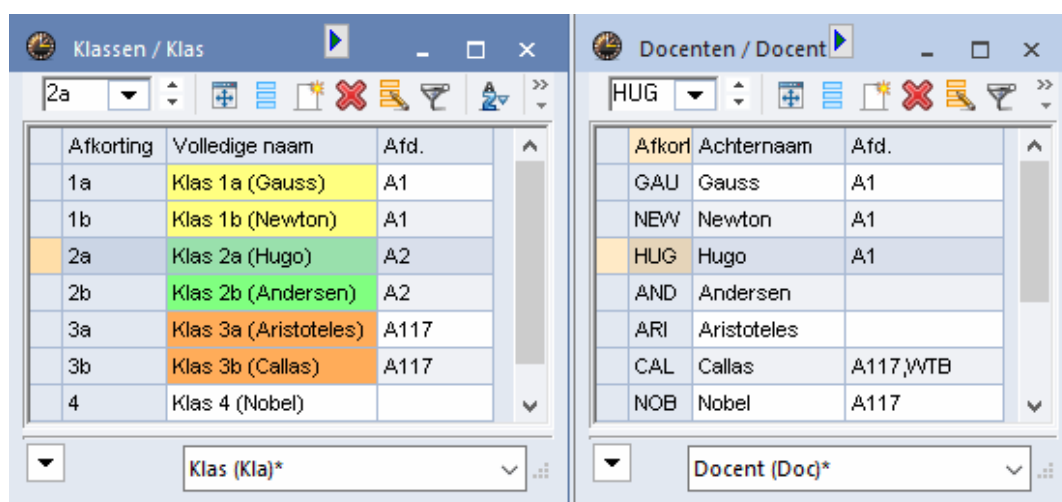 Klassen / Klas
2a
Afkorting Volledige naam Afd.
1a Klas 1a (Gauss) A1
1b Klas 1b (Newton) A1
2a Klas 2a (Hugo) A2
2b Klas 2b (Andersen) A2
3a Klas 3a (Aristoteles) A117
3b Klas 3b (Callas) A117
4 Klas 4 (Nobel)
Klas (Kla)*
Docenten / Docent
HUG
Afkort Achternaam Afd.
GAU Gauss A1
NEW Newton A1
HUG Hugo A1
AND Andersen
ARI Aristoteles
CAL Callas A117,WTB
NOB Nobel A117
Docent (Doc)*